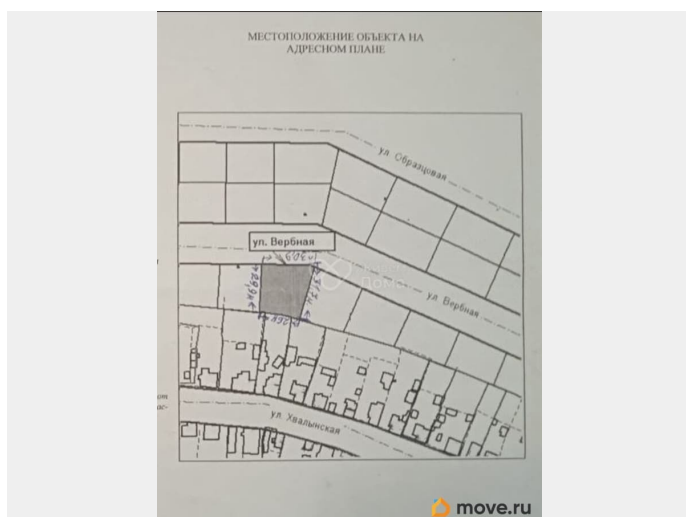 МЕСТОПОЛОЖЕНИЕ ОБЪЕКТА НА
АДРЕСНОМ ПЛАНЕ
ул. Образцовая
ул. Вербная
ул. Вербная
ул. Хвалынская
move.ru